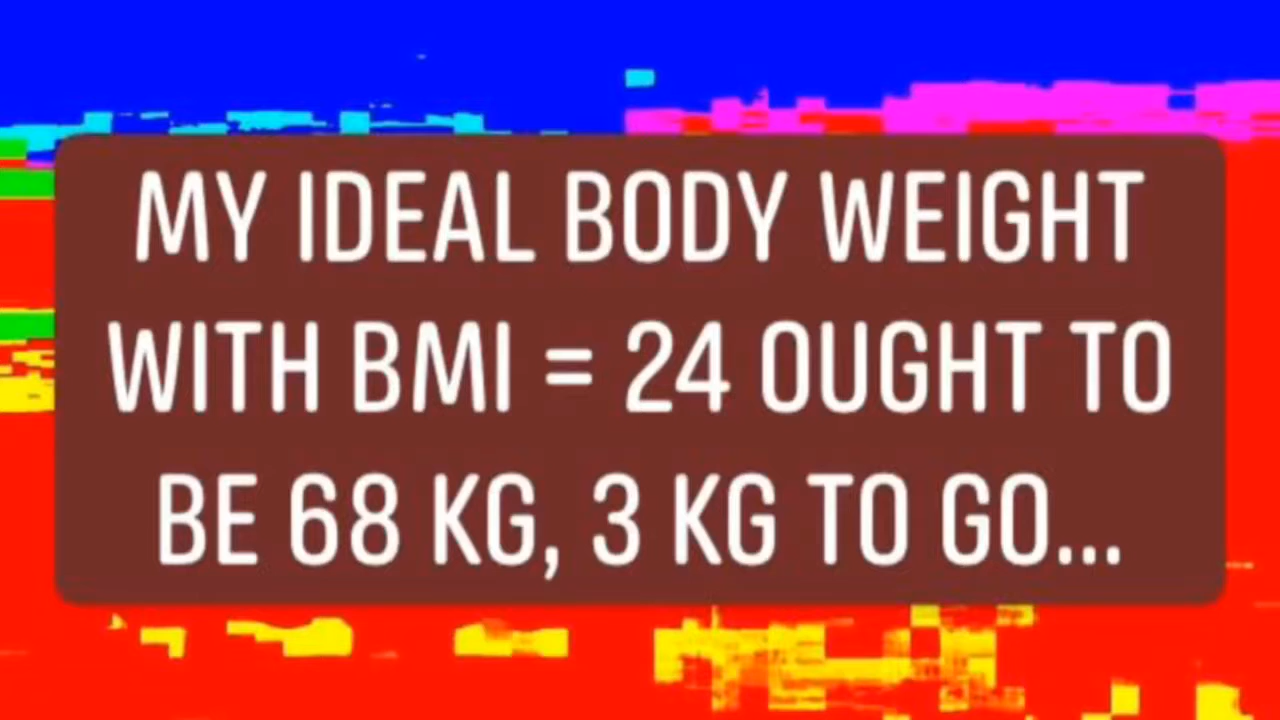 MY IDEAL BODY WEIGHT
WITH BMI = 24 OUGHT TO
BE 68 KG, 3 KG TO GO...